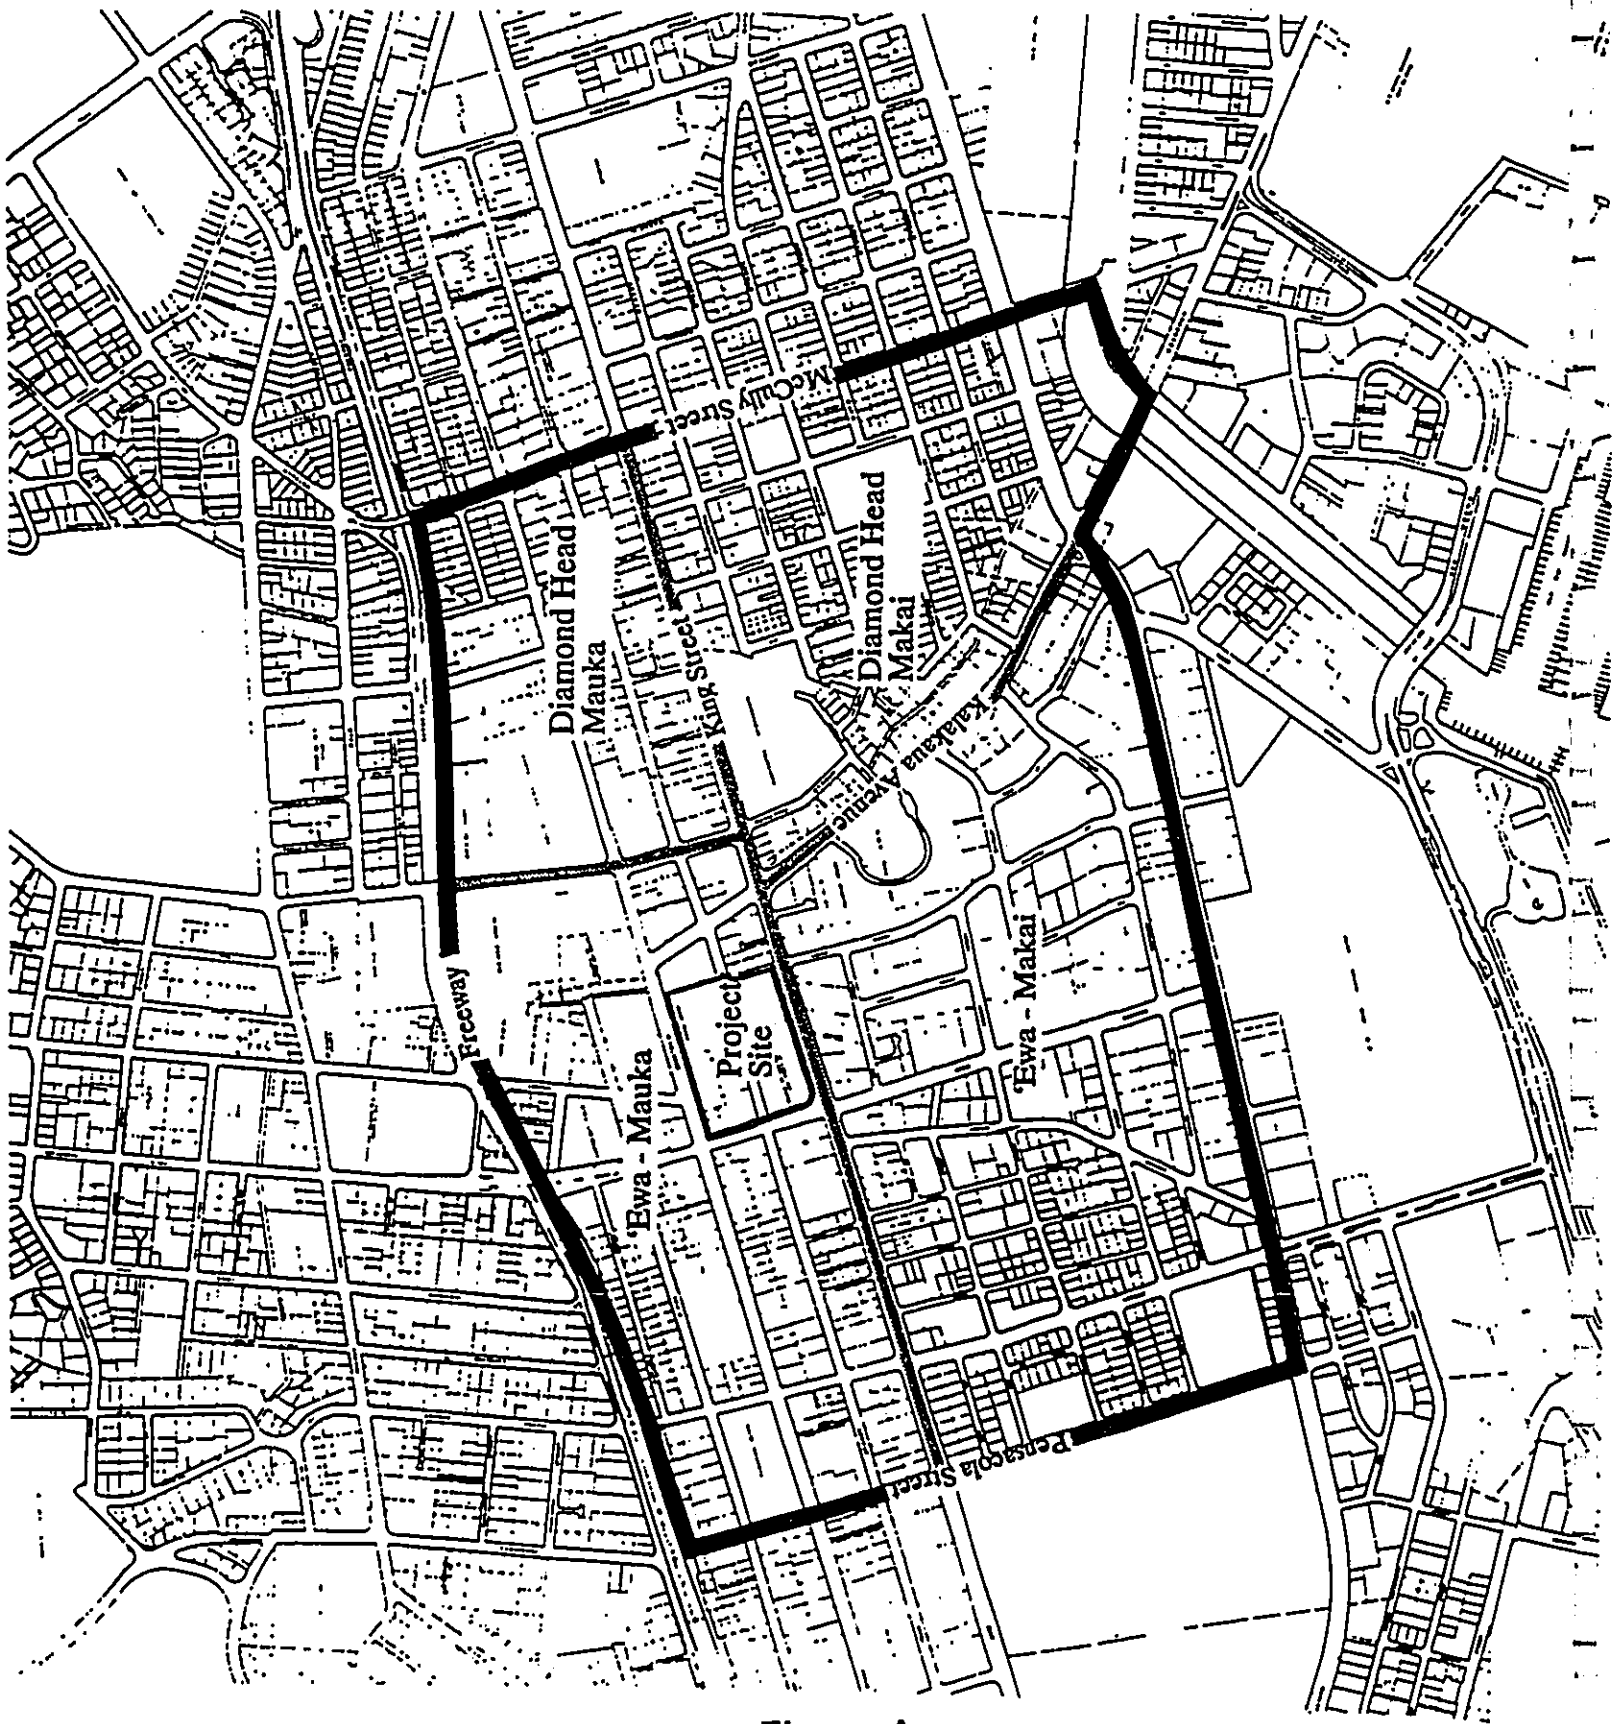 McCully Street
Diamond Head
Mauka
Diamond Head
Makai
King Street
Kalakaua Avenue
Freeway
Project
Site
'Ewa - Mauka
'Ewa - Makai
Pensacola Street